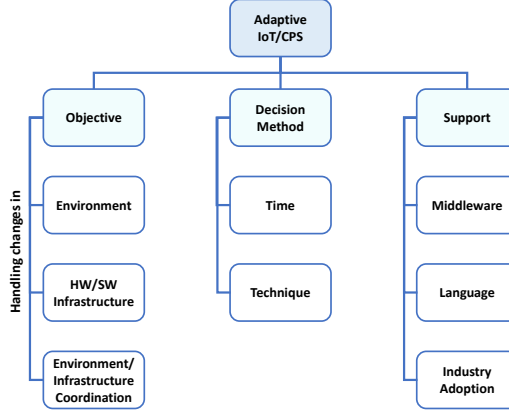 Adaptive
IoT/CPS
Objective
Decision
Method
Support
Handling changes in
Environment
Time
Middleware
HW/SW
Infrastructure
Technique
Language
Environment/
Infrastructure
Coordination
Industry
Adoption